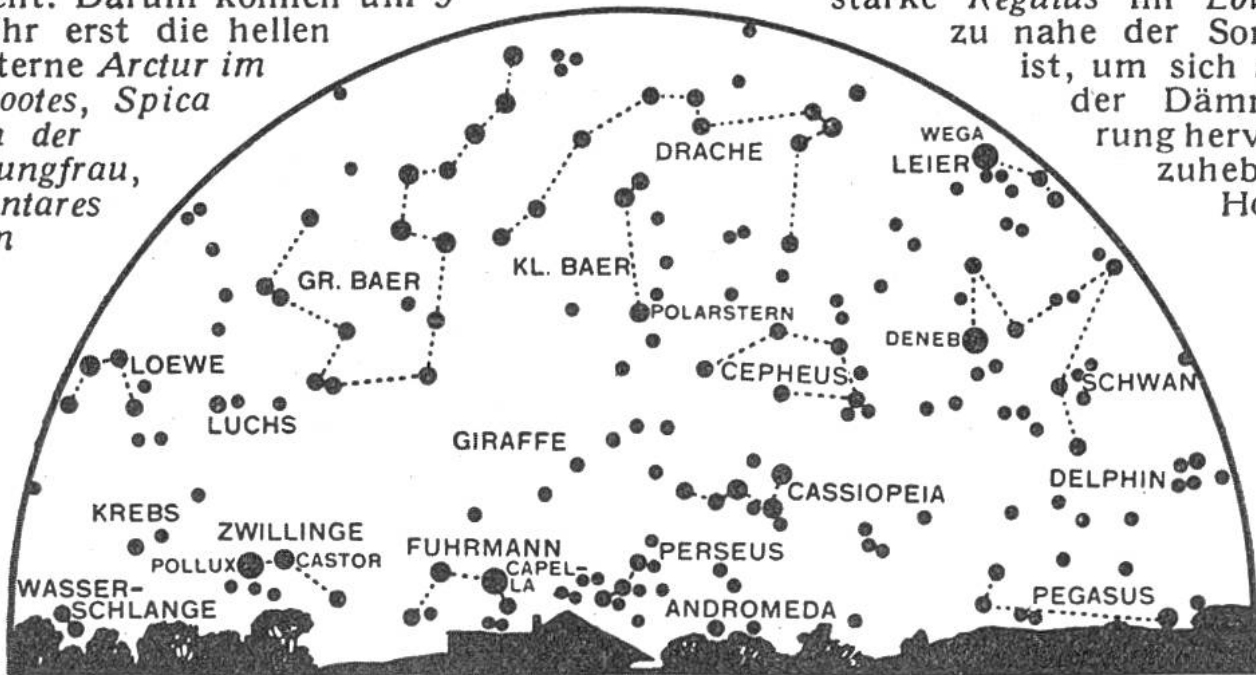 Darum können um 9
hr erst die hellen
terne Arctur im
ootes, Spica
der
ungfrau,
ntares
n
starke Regulus im
zu nahe der Son
ist, um sich
der Dämm
rung herv
zuheb
Ho
WEGA
LEIER
DRACHE
GR. BAER
KL. BAER
POLARSTERN
DENEB
LOEWE
CEPHEUS
SCHWAN
LUCHS
GIRAFFE
DELPHIN
CASSIOPEIA
KREBS
ZWILLINGE
POLLUX
CASTOR
FUHRMANN
CAPEL-
LA
PERSEUS
WASSER-
SCHLANGE
ANDROMEDA
PEGASUS